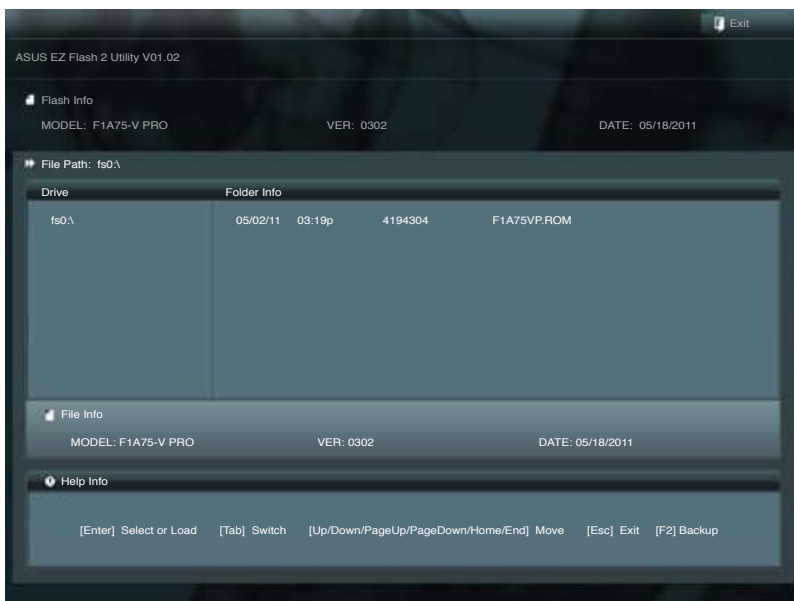 Exit
ASUS EZ Flash 2 Utility V01.02
Flash Info
MODEL: F1A75-V PRO VER: 0302 DATE: 05/18/2011
File Path: fs0:\
Drive Folder Info
fs0:\ 05/02/11 03:19p 4194304 F1A75VP.ROM
File Info
MODEL: F1A75-V PRO VER: 0302 DATE: 05/18/2011
Help Info
[Enter] Select or Load [Tab] Switch [Up/Down/PageUp/PageDown/Home/End] Move [Esc] Exit [F2] Backup